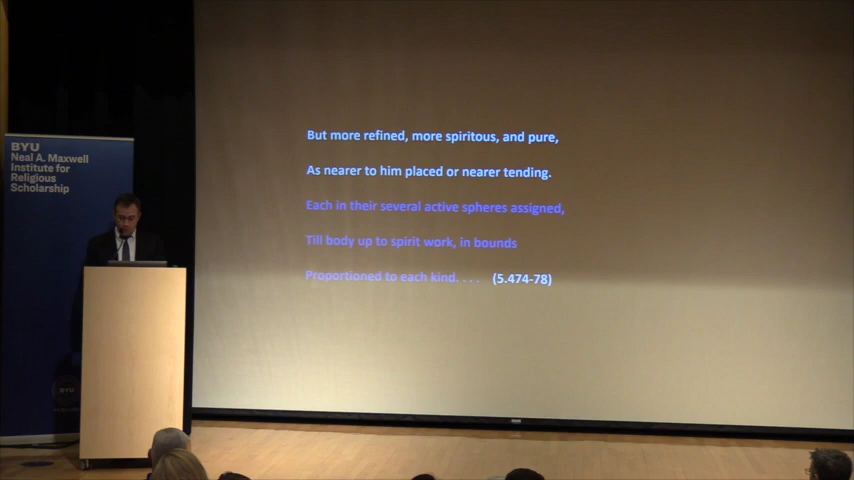 BYU
Neal A. Maxwell
Institute for
Religious
Scholarship
But more refined, more spiritous, and pure,
As nearer to him placed or nearer tending.
Each in their several active spheres assigned,
Till body up to spirit work, in bounds
Proportioned to each kind. . . . (5.474-78)
BYU